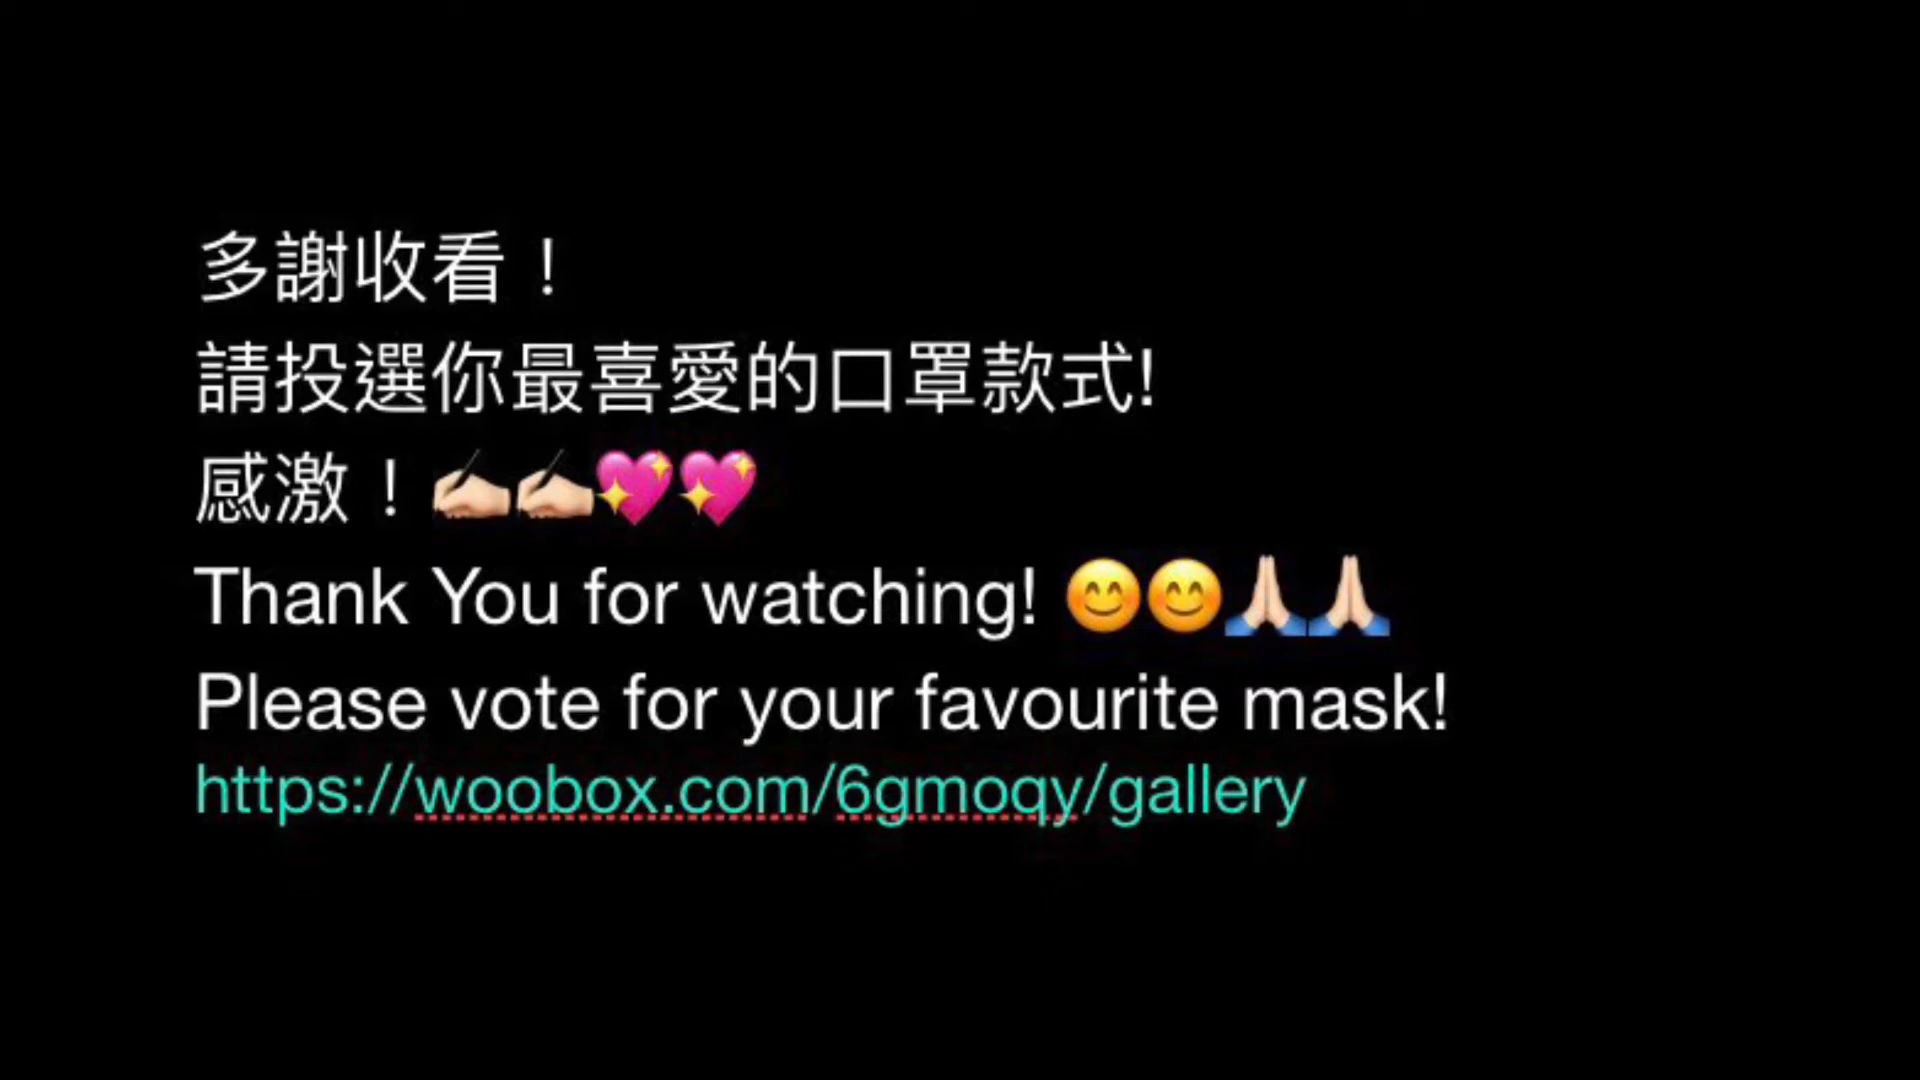 多謝收看！
請投選你最喜愛的口罩款式!
感激！✍🏻✍🏻💖💖
Thank You for watching! 😊😊🙏🏻🙏🏻
Please vote for your favourite mask!
https://woobox.com/6gmoqy/gallery